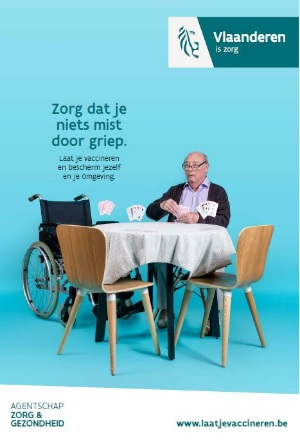 Vlaanderen
is zorg
Zorg dat je
niets mist
door griep.
Laat je vaccineren
en bescherm jezelf
en je omgeving.
AGENTSCHAP
ZORG &
GEZONDHEID
www.laatjevaccineren.be